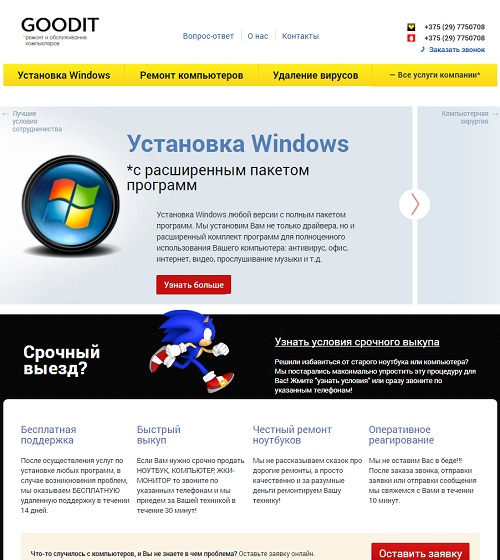 GOODIT
*ремонт и обслуживание
компьютеров
Вопрос-ответ
О нас
Контакты
+375 (29) 7750708
+375 (29) 7750708
Заказать звонок
Установка Windows
Ремонт компьютеров
Удаление вирусов
— Все услуги компании*
Лучшие
условия
сотрудничества
Компьютерная
хирургия
Установка Windows
*с расширенным пакетом
программ
Установка Windows любой версии с полным пакетом
программ. Мы установим Вам не только драйвера, но и
расширенный комплект программ для полноценного
использования Вашего компьютера: антивирус, офис,
интернет, видео, прослушивание музыки и т.д.
Узнать больше
Срочный
выезд?
Узнать условия срочного выкупа
Решили избавиться от старого ноутбука или компьютера?
Мы постарались максимально упростить эту процедуру для
Вас! Жмите "узнать условия" или сразу звоните по
указанным телефонам!
Бесплатная
поддержка
После осуществления услуг по
установке любых программ, в
случае возникновения проблем,
мы оказываем БЕСПЛАТНУЮ
удаленную поддержку в течении
14 дней.
Быстрый
выкуп
Если Вам нужно срочно продать
НОУТБУК, КОМПЬЮТЕР, ЖКИ-
МОНИТОР то звоните по
указанным телефонам и мы
приедем за Вашей техникой в
течение 30 минут!
Честный ремонт
ноутбуков
Мы не рассказываем сказок про
дорогие ремонты, а просто
качественно и за разумные
деньги ремонтируем Вашу
технику!
Оперативное
реагирование
Мы не оставим Вас в беде!!!
После заказа звонка, отправки
заявки или отправки сообщения
мы свяжемся с Вами в течении
10 минут.
Что-то случилось с компьютеров, и Вы не знаете в чем проблема? Оставьте заявку онлайн.
Оставить заявку